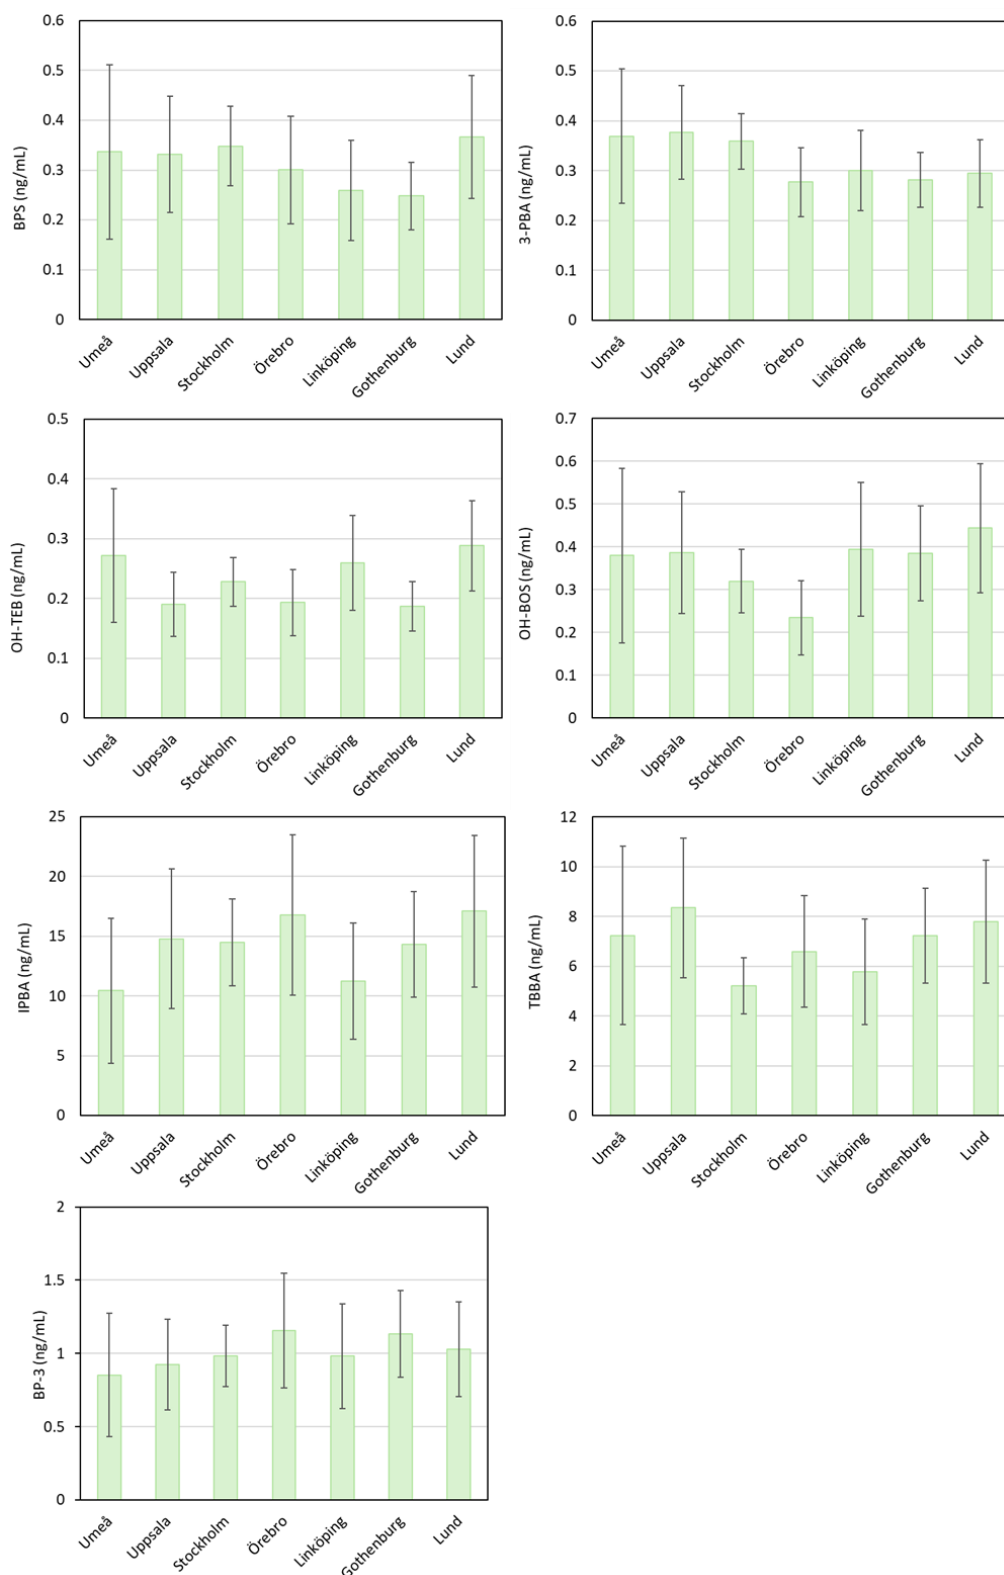 0.6
0.5
0.4
0.3
0.2
0.1
0
BPS (ng/mL)
Umeå
Uppsala
Stockholm
Örebro
Linköping
Gothenburg
Lund
0.6
0.5
0.4
0.3
0.2
0.1
0
3-PBA (ng/mL)
Umeå
Uppsala
Stockholm
Örebro
Linköping
Gothenburg
Lund
0.5
0.4
0.3
0.2
0.1
0
OH-TEB (ng/mL)
Umeå
Uppsala
Stockholm
Örebro
Linköping
Gothenburg
Lund
0.7
0.6
0.5
0.4
0.3
0.2
0.1
0
OH-BOS (ng/mL)
Umeå
Uppsala
Stockholm
Örebro
Linköping
Gothenburg
Lund
25
20
15
10
5
0
IPBA (ng/mL)
Umeå
Uppsala
Stockholm
Örebro
Linköping
Gothenburg
Lund
12
10
8
6
4
2
0
TBBA (ng/mL)
Umeå
Uppsala
Stockholm
Örebro
Linköping
Gothenburg
Lund
2
1.5
1
0.5
0
BP-3 (ng/mL)
Umeå
Uppsala
Stockholm
Örebro
Linköping
Gothenburg
Lund